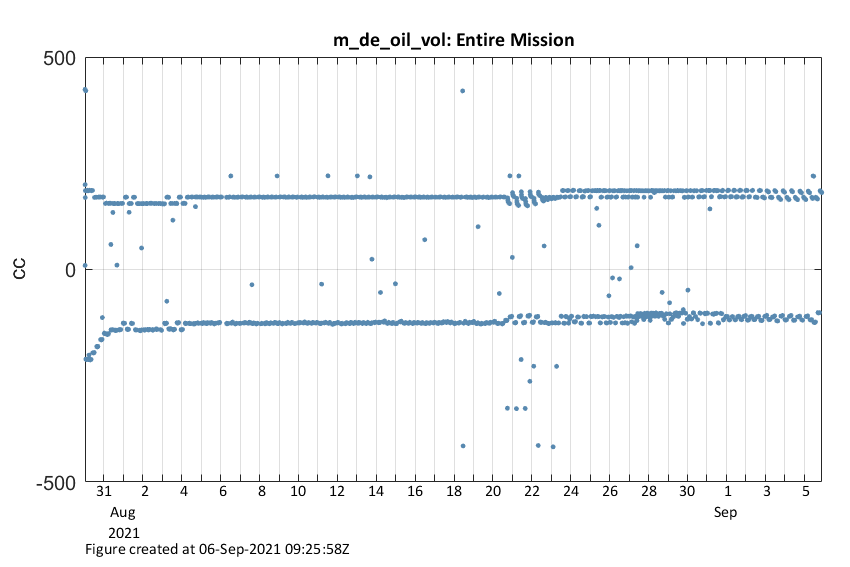 m_de_oil_vol: Entire Mission
500
0
-500
CC
31 2 4 6 8 10 12 14 16 18 20 22 24 26 28 30 1 3 5
Aug Sep
2021
Figure created at 06-Sep-2021 09:25:58Z